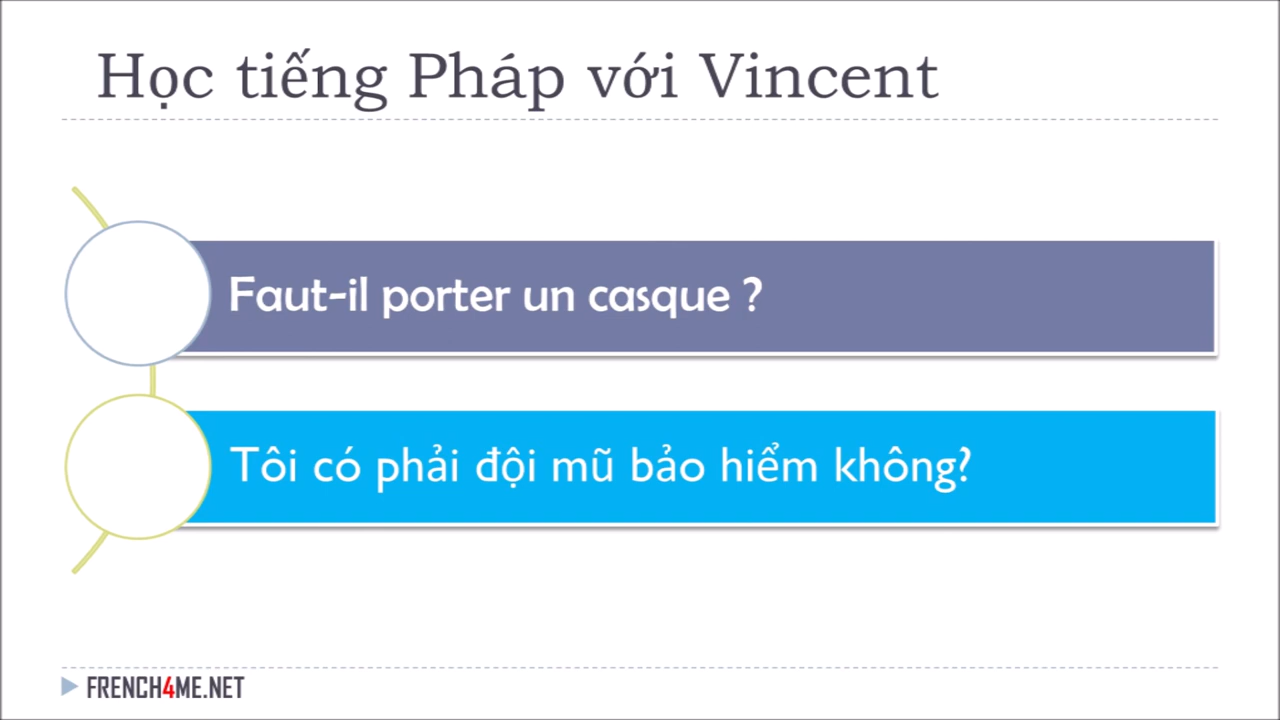 Học tiếng Pháp với Vincent
Faut-il porter un casque ?
Tôi có phải đội mũ bảo hiểm không?
FRENCH4ME.NET